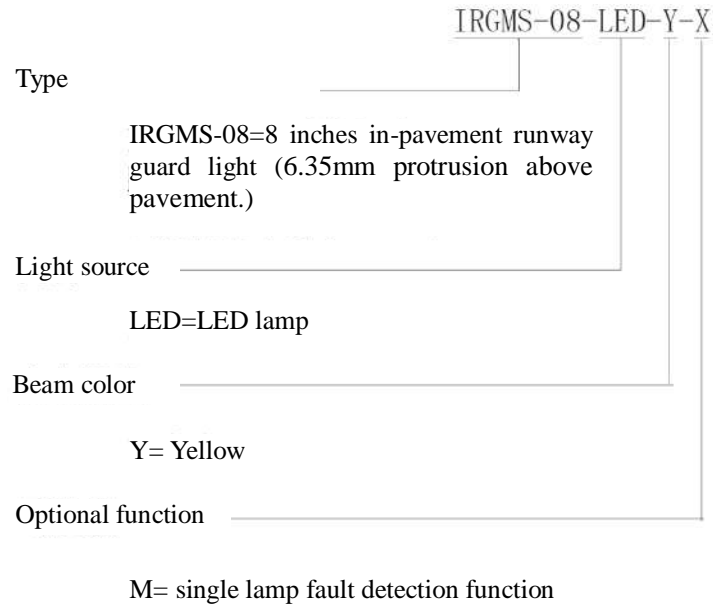 IRGMS-08-LED-Y-X
Type
IRGMS-08=8 inches in-pavement runway
guard light (6.35mm protrusion above
pavement.)
Light source
LED=LED lamp
Beam color
Y= Yellow
Optional function
M= single lamp fault detection function